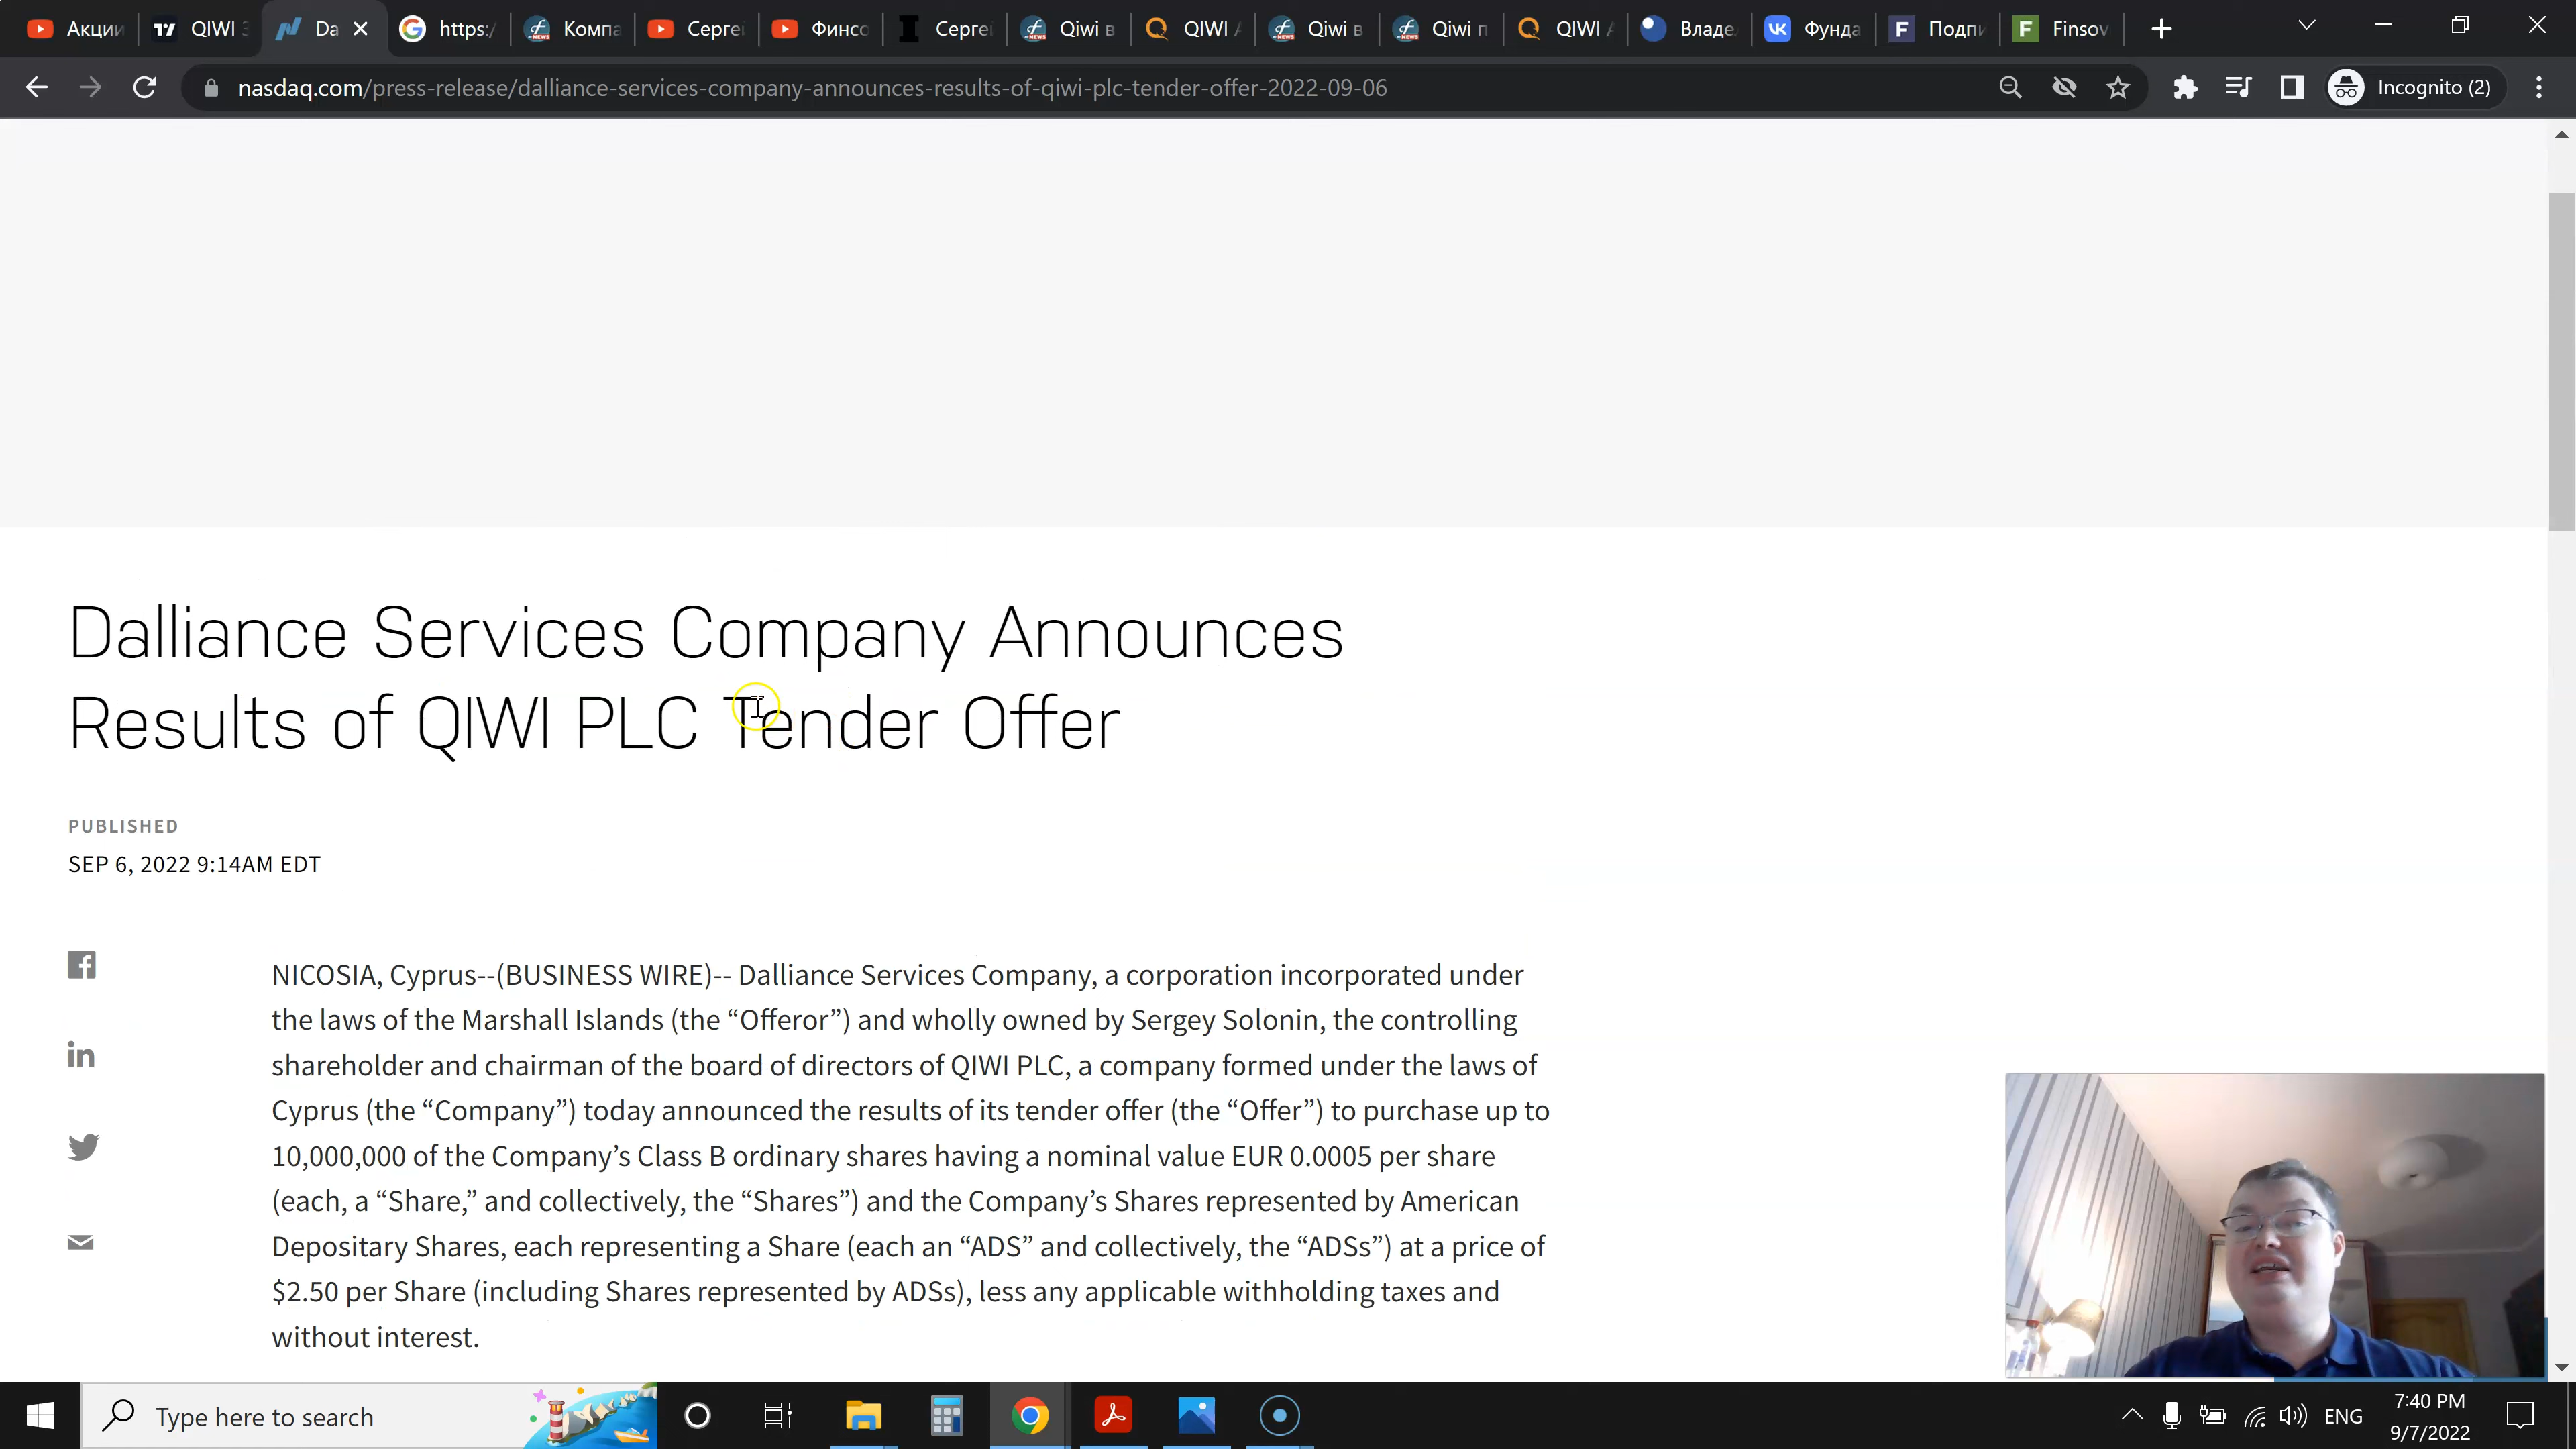 Акции
QIWI
Da
https:/
Компа
Серге
Финсо
Серге
Qiwi в
QIWI
Qiwi в
Qiwi п
QIWI
Владе
Фунда
Подпи
Finsov
nasdaq.com/press-release/dalliance-services-company-announces-results-of-qiwi-plc-tender-offer-2022-09-06
Incognito (2)
Dalliance Services Company Announces
Results of QIWI PLC Tender Offer
PUBLISHED
SEP 6, 2022 9:14AM EDT
NICOSIA, Cyprus--(BUSINESS WIRE)-- Dalliance Services Company, a corporation incorporated under
the laws of the Marshall Islands (the “Offeror”) and wholly owned by Sergey Solonin, the controlling
shareholder and chairman of the board of directors of QIWI PLC, a company formed under the laws of
Cyprus (the “Company”) today announced the results of its tender offer (the “Offer”) to purchase up to
10,000,000 of the Company’s Class B ordinary shares having a nominal value EUR 0.0005 per share
(each, a “Share,” and collectively, the “Shares”) and the Company’s Shares represented by American
Depositary Shares, each representing a Share (each an “ADS” and collectively, the “ADSs”) at a price of
$2.50 per Share (including Shares represented by ADSs), less any applicable withholding taxes and
without interest.
Type here to search
ENG
7:40 PM
9/7/2022